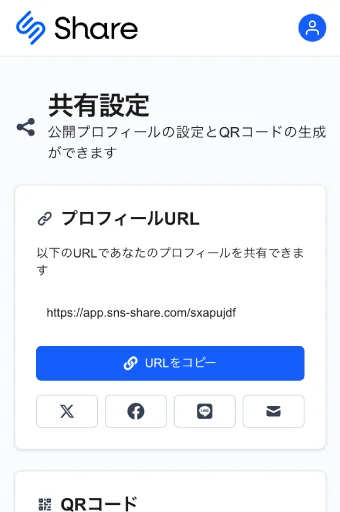 Share
共有設定
公開プロフィールの設定とQRコードの生成
ができます
プロフィールURL
以下のURLであなたのプロフィールを共有できま
す
https://app.sns-share.com/sxapujdf
URLをコピー
LINE
QRコード